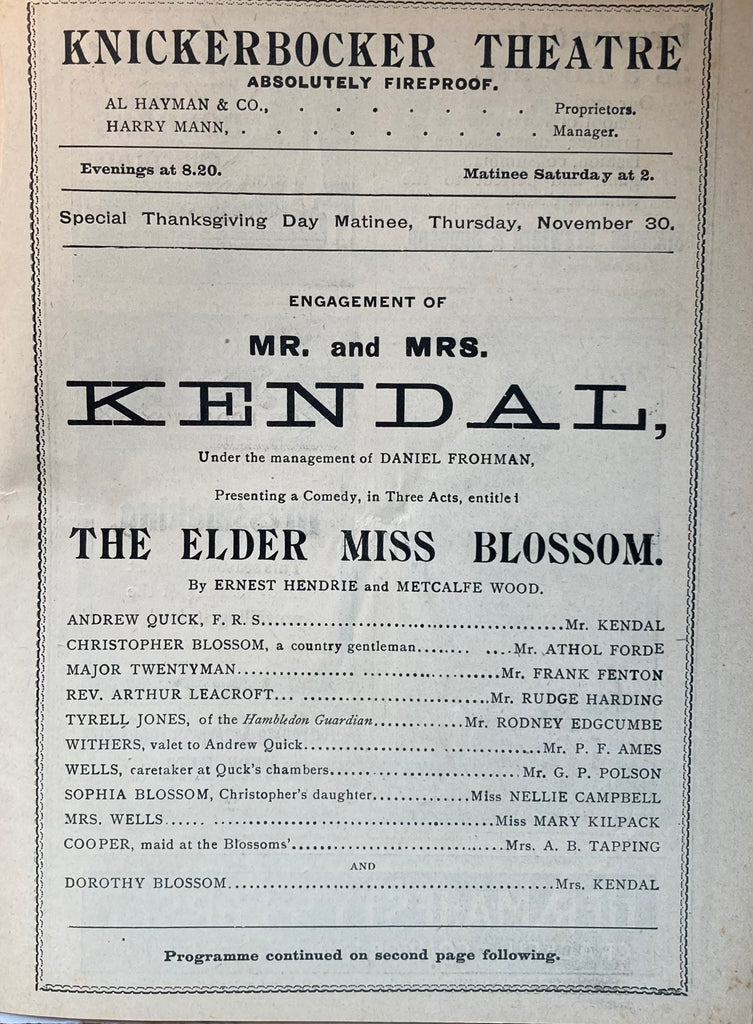 KNICKERBOCKER THEATRE
ABSOLUTELY FIREPROOF.
AL HAYMAN & CO., . . . . . . . Proprietors.
HARRY MANN, . . . . . . . . . Manager.
Evenings at 8.20. Matinee Saturday at 2.
Special Thanksgiving Day Matinee, Thursday, November 30.
ENGAGEMENT OF
MR. and MRS.
KENDAL,
Under the management of DANIEL FROHMAN,
Presenting a Comedy, in Three Acts, entitled
THE ELDER MISS BLOSSOM.
By ERNEST HENDRIE and METCALFE WOOD.
ANDREW QUICK, F. R. S............................................Mr. KENDAL
CHRISTOPHER BLOSSOM, a country gentleman........ ....Mr. ATHOL FORDE
MAJOR TWENTYMAN................. ....................Mr. FRANK FENTON
REV. ARTHUR LEACROFT... ...........................Mr. RUDGE HARDING
TYRELL JONES, of the Hambledon Guardian.............Mr. RODNEY EDGCUMBE
WITHERS, valet to Andrew Quick................... ................Mr. P. F. AMES
WELLS, caretaker at Quck's chambers............................Mr. G. P. POLSON
SOPHIA BLOSSOM, Christopher's daughter..............Miss NELLIE CAMPBELL
MRS. WELLS...... ........................................Miss MARY KILPACK
COOPER, maid at the Blossoms'...............................Mrs. A. B. TAPPING
AND
DOROTHY BLOSSOM...............................................Mrs. KENDAL
Programme continued on second page following.